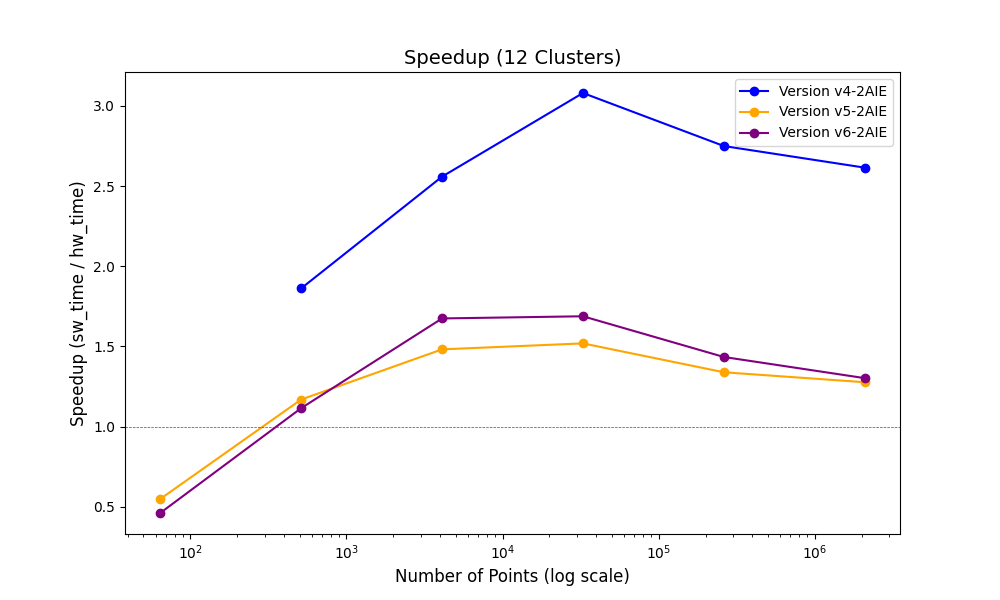 Speedup (12 Clusters)
Version v4-2AIE
Version v5-2AIE
Version v6-2AIE
Speedup (sw_time / hw_time)
3.0
2.5
2.0
1.5
1.0
0.5
10²
10³
10⁴
10⁵
10⁶
Number of Points (log scale)